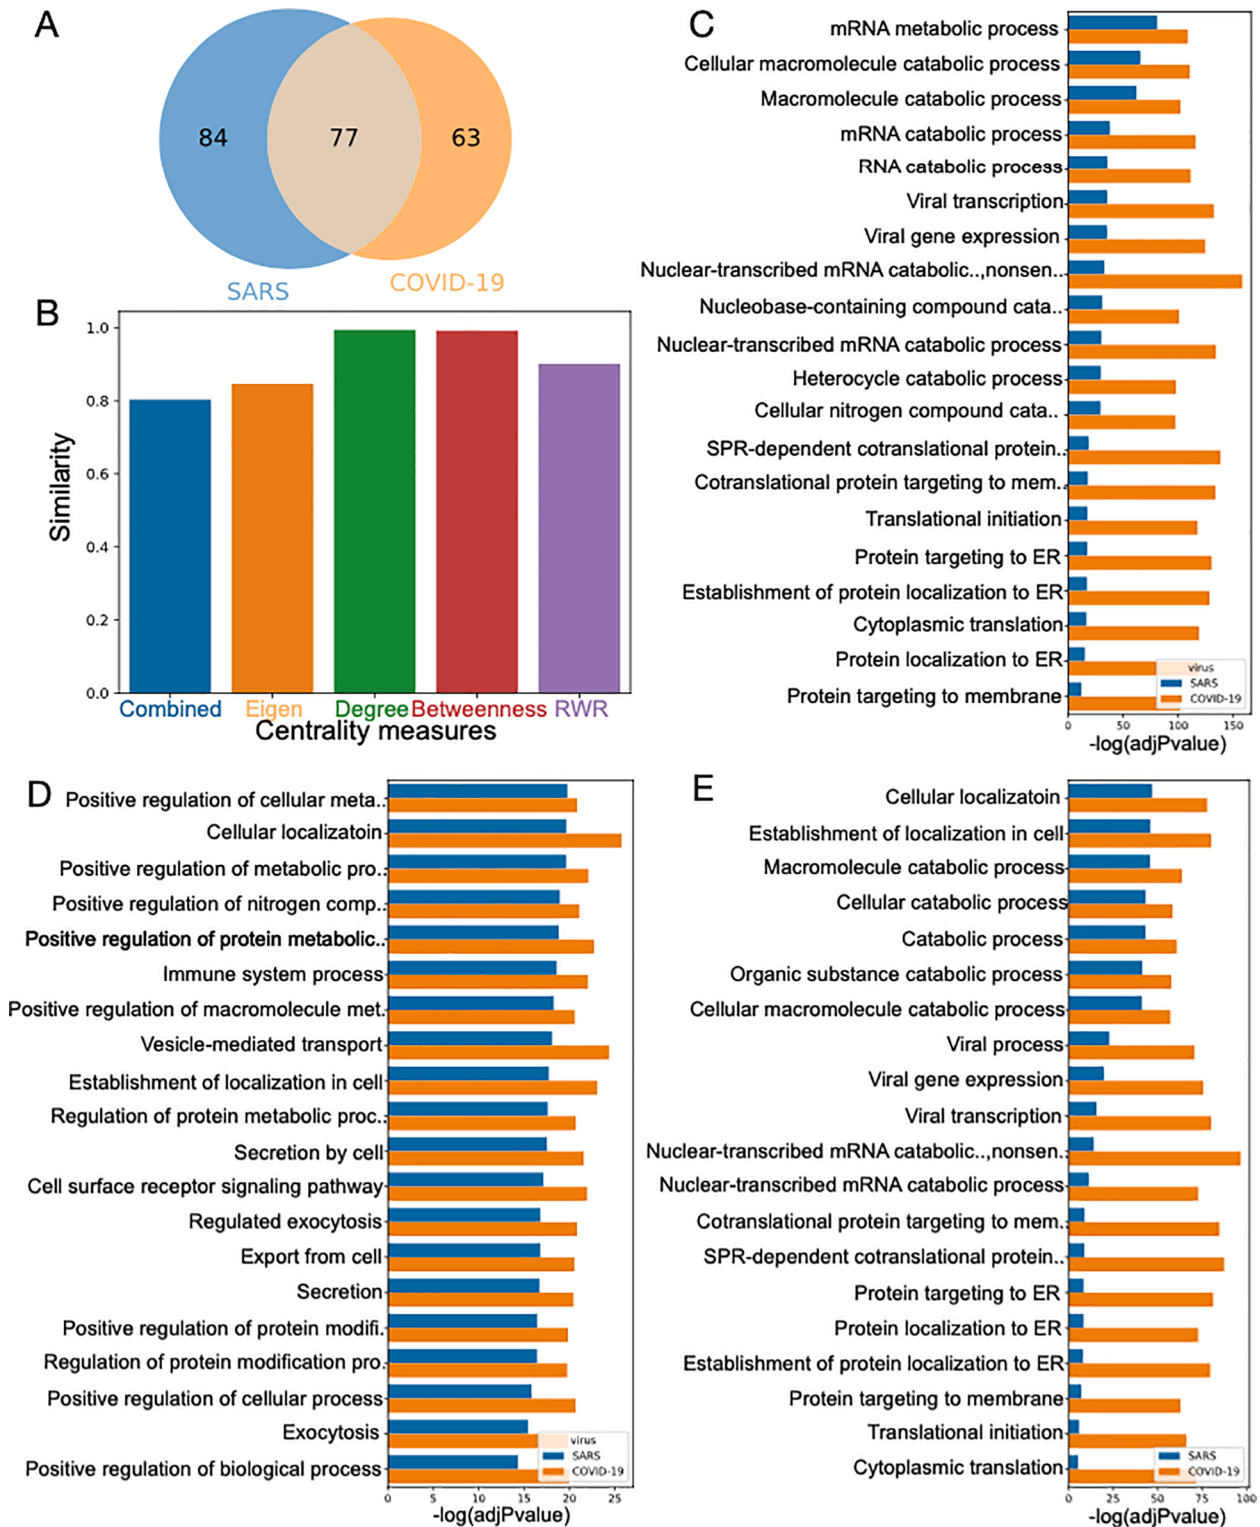 A
84
77
63
SARS
COVID-19
B
1.0
0.8
0.6
0.4
0.2
0.0
Similarity
Combined
Eigen
Degree
Betweenness
RWR
Centrality measures
C
mRNA metabolic process
Cellular macromolecule catabolic process
Macromolecule catabolic process
mRNA catabolic process
RNA catabolic process
Viral transcription
Viral gene expression
Nuclear-transcribed mRNA catabolic..,nonsen..
Nucleobase-containing compound cata..
Nuclear-transcribed mRNA catabolic process
Heterocycle catabolic process
Cellular nitrogen compound cata..
SPR-dependent cotranslational protein..
Cotranslational protein targeting to mem..
Translational initiation
Protein targeting to ER
Establishment of protein localization to ER
Cytoplasmic translation
Protein localization to ER
Protein targeting to membrane
virus
SARS
COVID-19
0 50 100 150
-log(adjPvalue)
D
Positive regulation of cellular meta..
Cellular localizatoin
Positive regulation of metabolic pro..
Positive regulation of nitrogen comp..
Positive regulation of protein metabolic..
Immune system process
Positive regulation of macromolecule met.
Vesicle-mediated transport
Establishment of localization in cell
Regulation of protein metabolic proc..
Secretion by cell
Cell surface receptor signaling pathway
Regulated exocytosis
Export from cell
Secretion
Positive regulation of protein modifi.
Regulation of protein modification pro.
Positive regulation of cellular process
Exocytosis
Positive regulation of biological process
virus
SARS
COVID-19
0 5 10 15 20 25
-log(adjPvalue)
E
Cellular localizatoin
Establishment of localization in cell
Macromolecule catabolic process
Cellular catabolic process
Catabolic process
Organic substance catabolic process
Cellular macromolecule catabolic process
Viral process
Viral gene expression
Viral transcription
Nuclear-transcribed mRNA catabolic..,nonsen.
Nuclear-transcribed mRNA catabolic process
Cotranslational protein targeting to mem.
SPR-dependent cotranslational protein..
Protein targeting to ER
Protein localization to ER
Establishment of protein localization to ER
Protein targeting to membrane
Translational initiation
Cytoplasmic translation
virus
SARS
COVID-19
0 25 50 75 100
-log(adjPvalue)